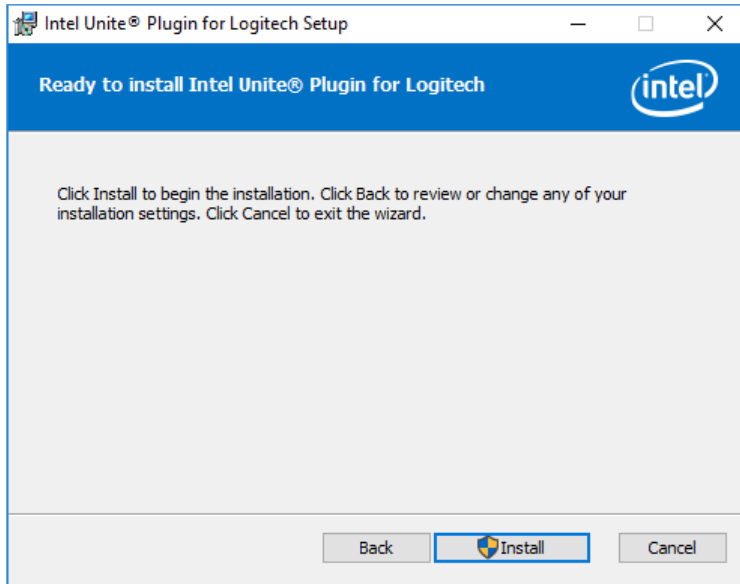 Intel Unite® Plugin for Logitech Setup
Ready to install Intel Unite® Plugin for Logitech
intel
Click Install to begin the installation. Click Back to review or change any of your
installation settings. Click Cancel to exit the wizard.
Back Install Cancel